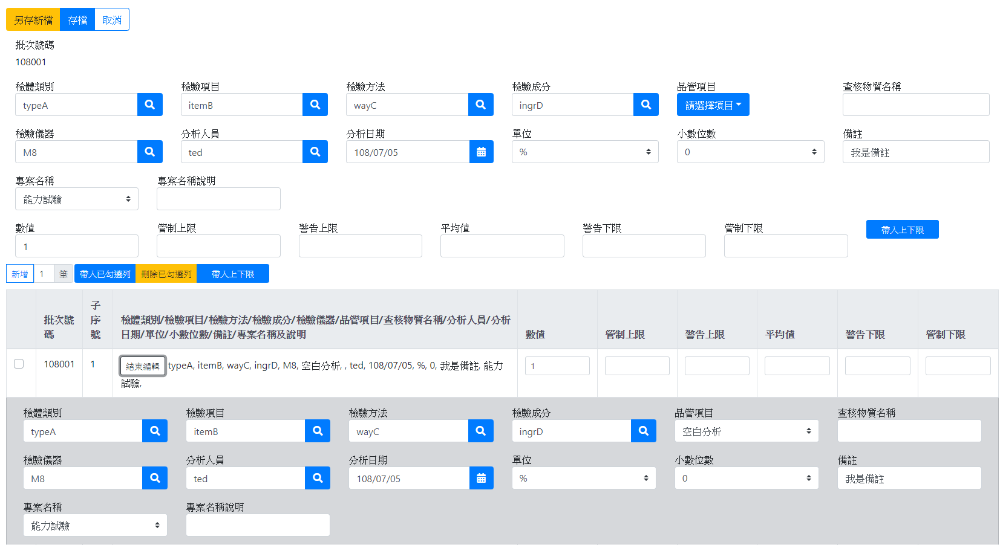 另存新檔 存檔 取消
批次號碼
108001
檢體類別 檢驗項目 檢驗方法 檢驗成分 品管項目 查核物質名稱
typeA itemB wayC ingrD 請選擇項目
檢驗儀器 分析人員 分析日期 單位 小數位數 備註
M8 ted 108/07/05 % 0 我是備註
專案名稱 專案名稱說明
能力試驗
數值 管制上限 警告上限 平均值 警告下限 管制下限 帶入上下限
1
新增 1 筆 帶入已勾選列 刪除已勾選列 帶入上下限
批次號碼 子序號 檢體類別/檢驗項目/檢驗方法/檢驗成分/檢驗儀器/品管項目/查核物質名稱/分析人員/分析日期/單位/小數位數/備註/專案名稱及說明 數值 管制上限 警告上限 平均值 警告下限 管制下限
108001 1 結束編輯 typeA, itemB, wayC, ingrD, M8, 空白分析, , ted, 108/07/05, %, 0, 我是備註, 能力試驗, 1
檢體類別 檢驗項目 檢驗方法 檢驗成分 品管項目 查核物質名稱
typeA itemB wayC ingrD 空白分析
檢驗儀器 分析人員 分析日期 單位 小數位數 備註
M8 ted 108/07/05 % 0 我是備註
專案名稱 專案名稱說明
能力試驗